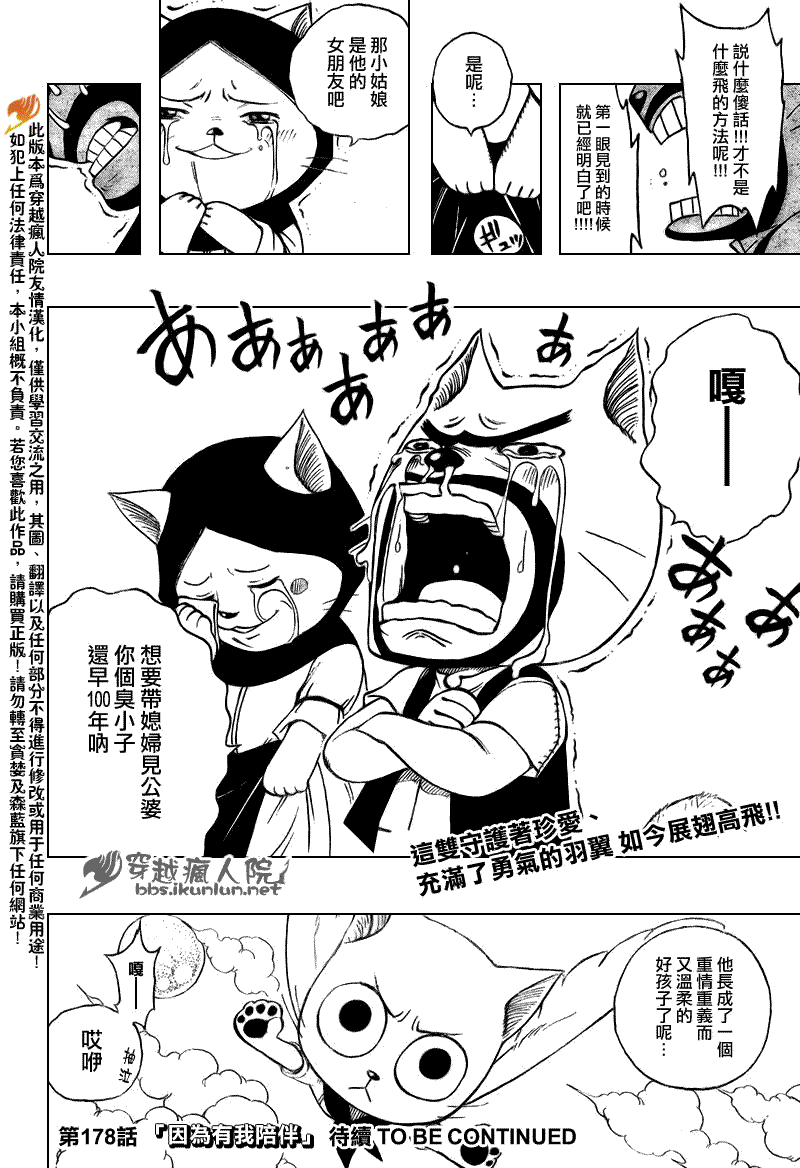 説什麼傻話!!!才不是
什麼飛的方法呢!!!
第一眼見到的時候
就已經明白了吧!!!!
是呢…
ギュッ
那小姑娘
是他的
女朋友吧
嘎——
あぁ
あぁ
あぁ
あぁ
あ
あぁ
あぁ
想要帶媳婦見公婆
你個臭小子
還早100年吶
這雙守護著珍愛、
充滿了勇氣的羽翼 如今展翅高飛!!
穿越瘋人院
bbs.ikunlun.net
他長成了一個
重情重義而
又溫柔的
好孩子了呢…
嘎——
哎咿
第178話 「因為有我陪伴」 待續 TO BE CONTINUED
此版本爲穿越瘋人院友情漢化，僅供學習交流之用，其圖、翻譯以及任何部分不得進行修改或用于任何商業用途！
如犯上任何法律責任，本小組概不負責。若您喜歡此作品，請購買正版！請勿轉至貪婪及森藍旗下任何網站！